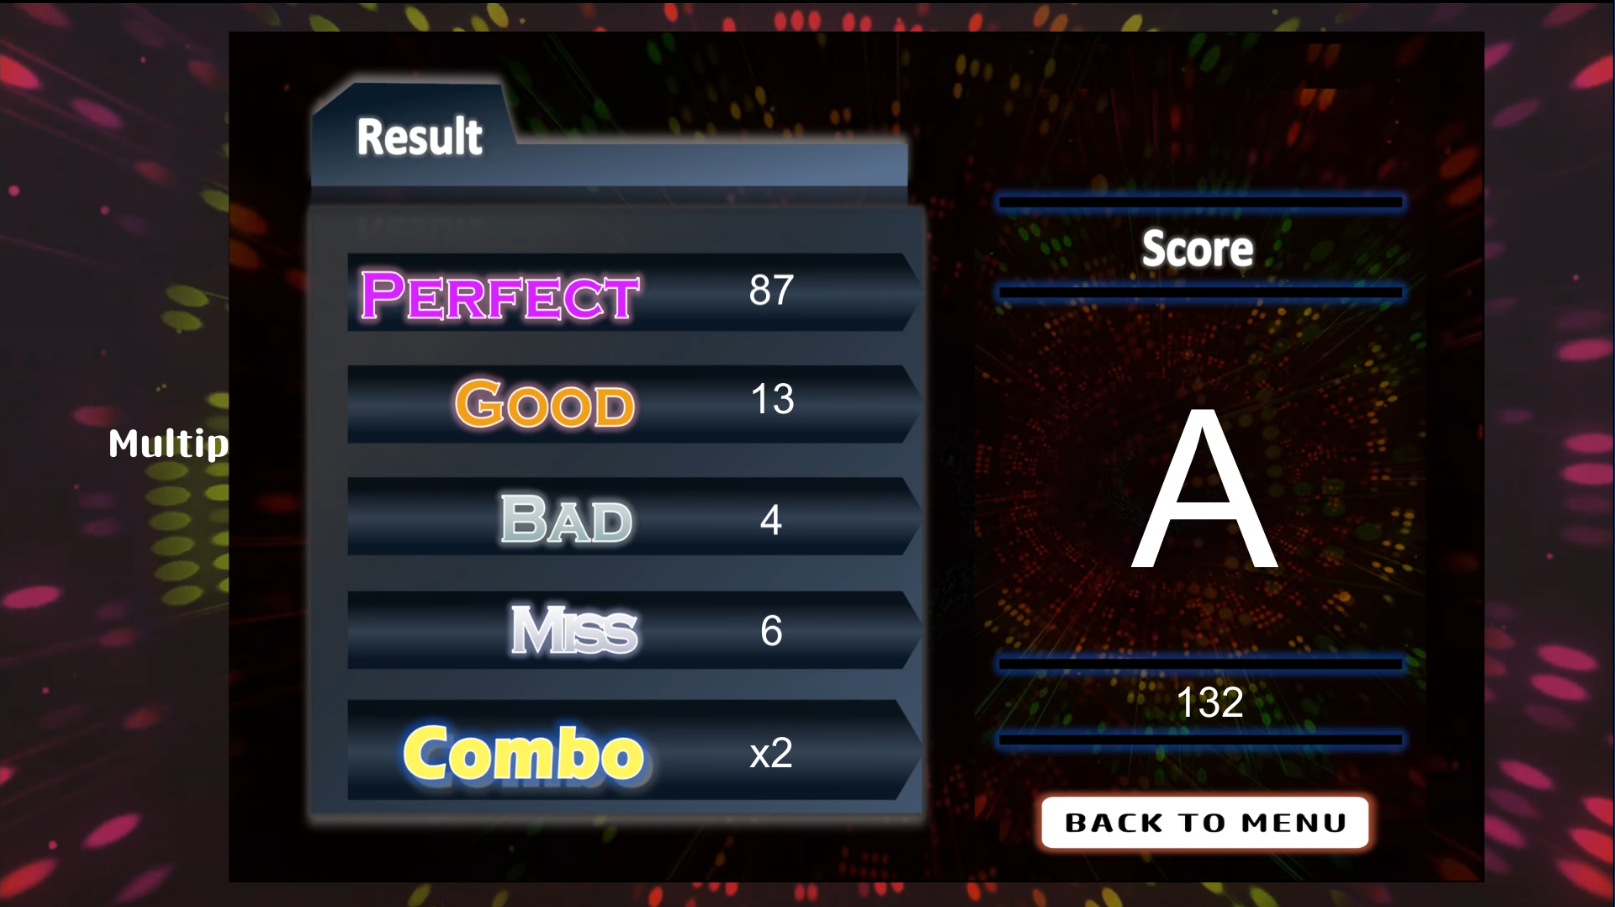 Result
PERFECT 87
GOOD 13
BAD 4
MISS 6
Combo x2
Score
A
132
BACK TO MENU
Multip